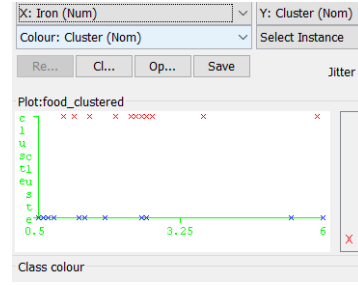 X: Iron (Num) Y: Cluster (Nom)
Colour: Cluster (Nom) Select Instance
Re... Cl... Op... Save Jitter
Plot:food_clustered
0.5 3.25 6
Class colour